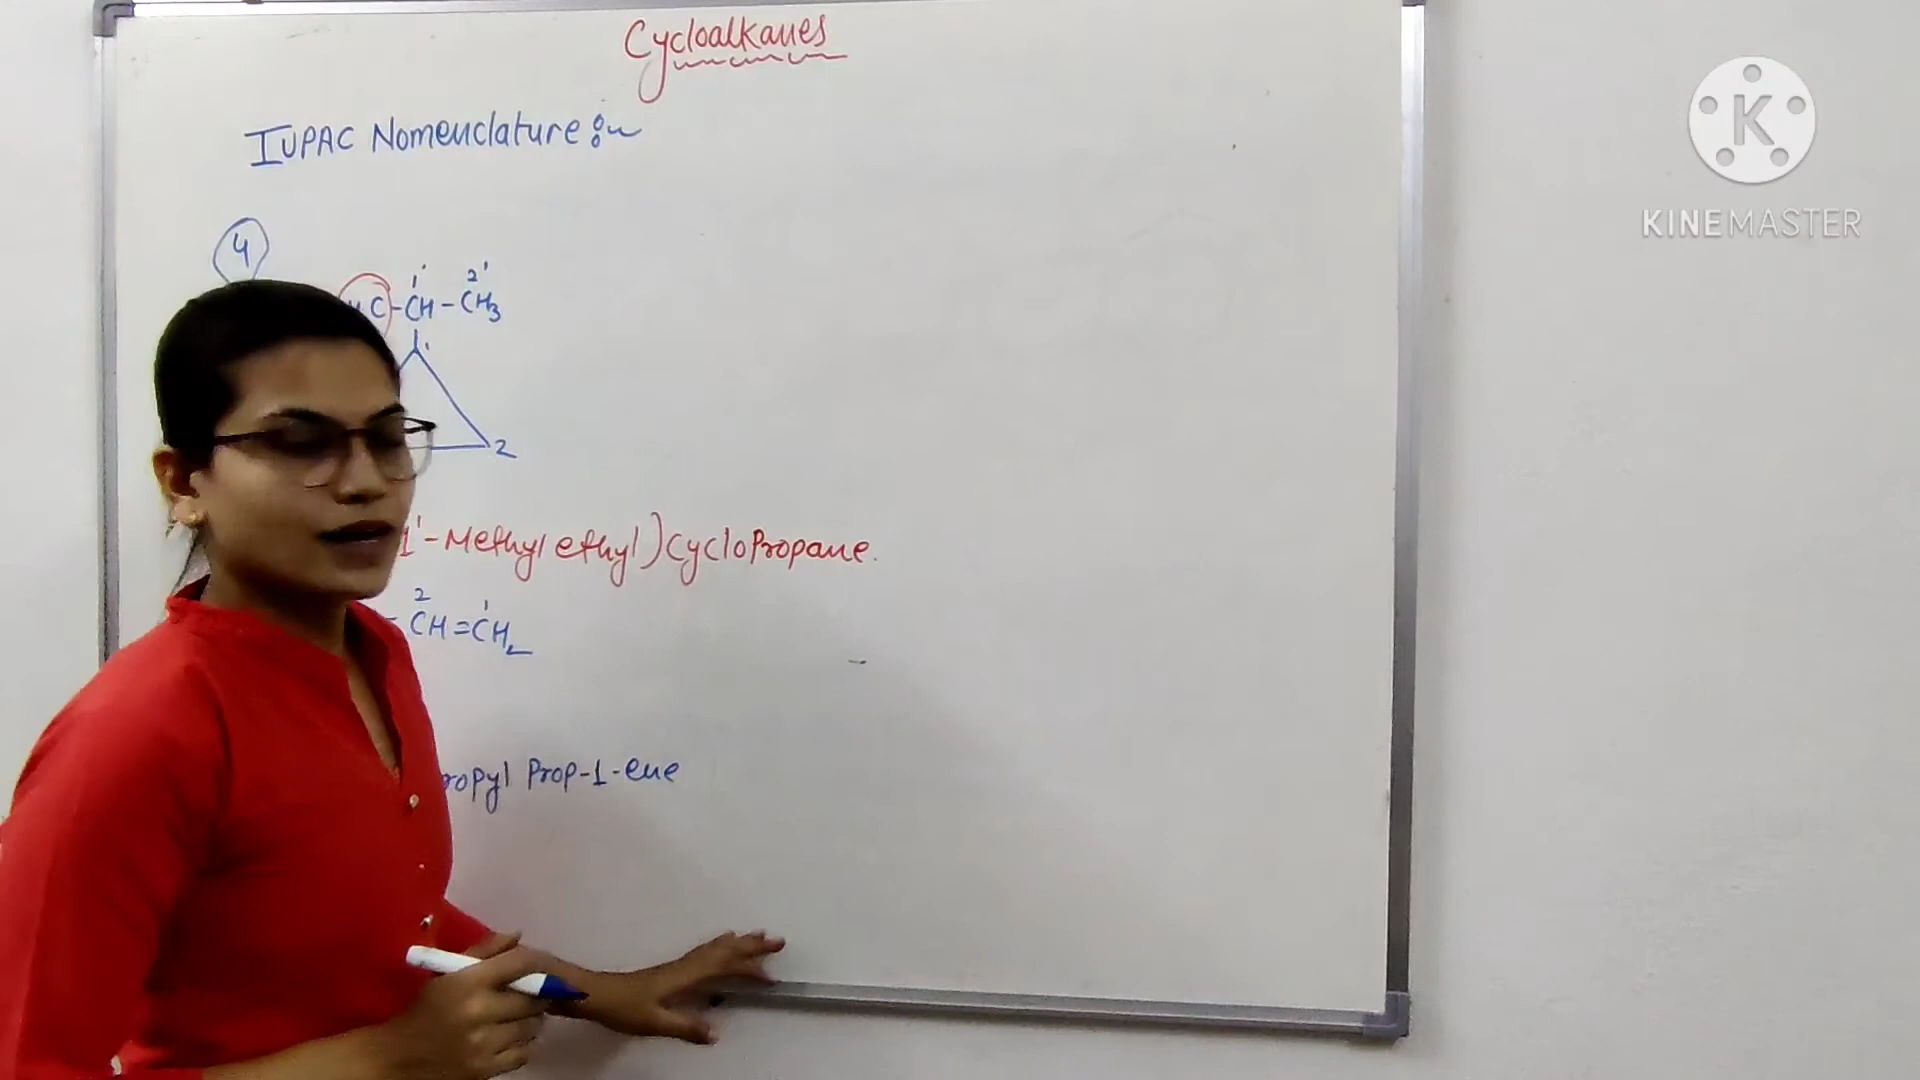 Cycloalkanes
IUPAC Nomenclature :~
4
1' 2'
C-CH-CH3
1
2
1'-Methyl ethyl) CycloPropane.
2 1
CH=CH2
ropyl Prop-1-ene
K
KINEMASTER